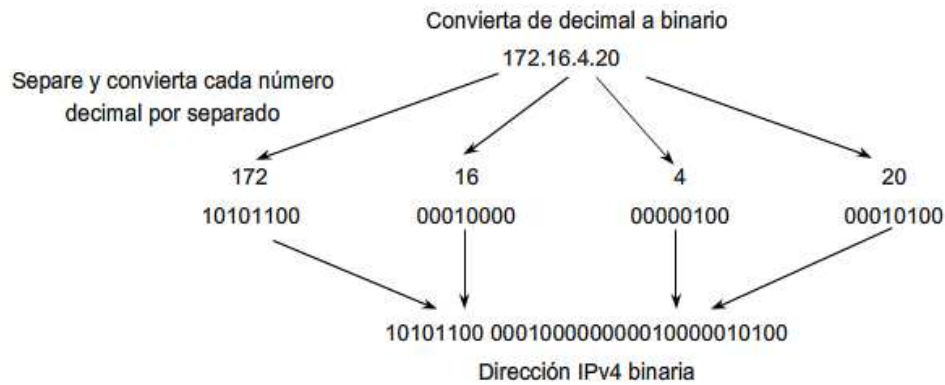 Convierta de decimal a binario
172.16.4.20
Separe y convierta cada número
decimal por separado
172 16 4 20
10101100 00010000 00000100 00010100
10101100 000100000000010000010100
Dirección IPv4 binaria